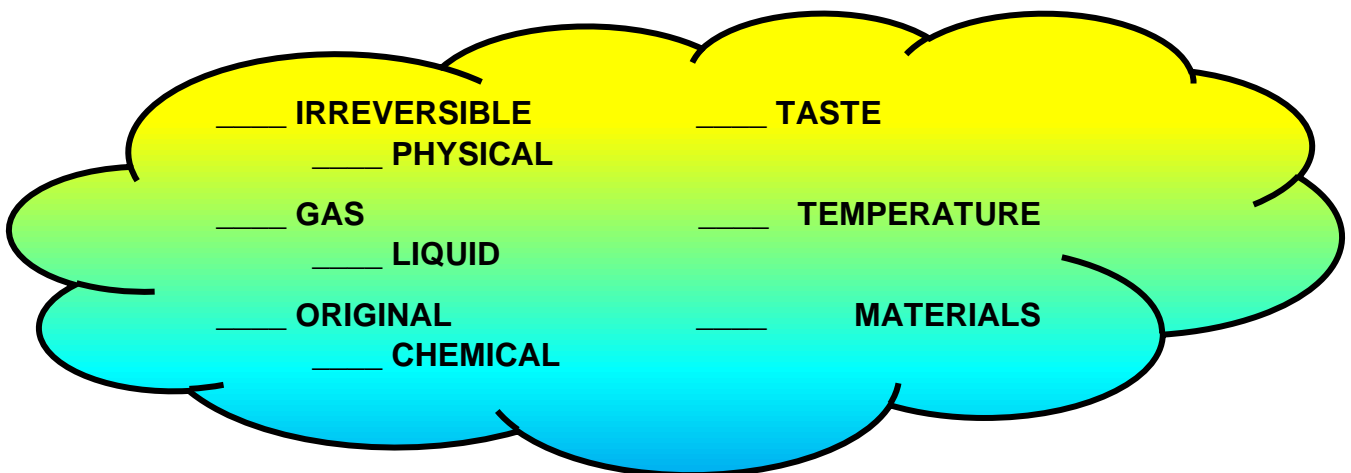 ____ IRREVERSIBLE ____ TASTE
____ PHYSICAL
____ GAS ____ TEMPERATURE
____ LIQUID
____ ORIGINAL ____ MATERIALS
____ CHEMICAL